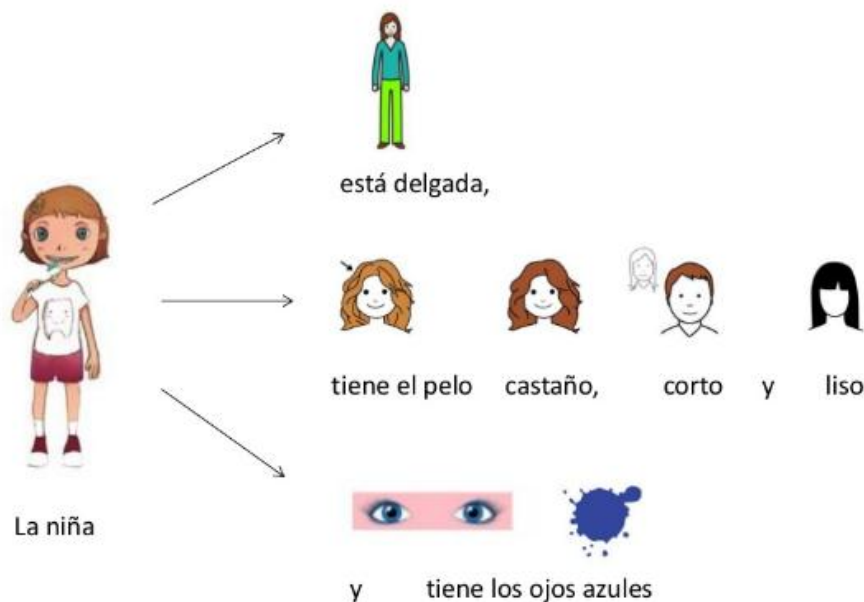 está delgada,
tiene el pelo castaño, corto y liso
La niña
y tiene los ojos azules